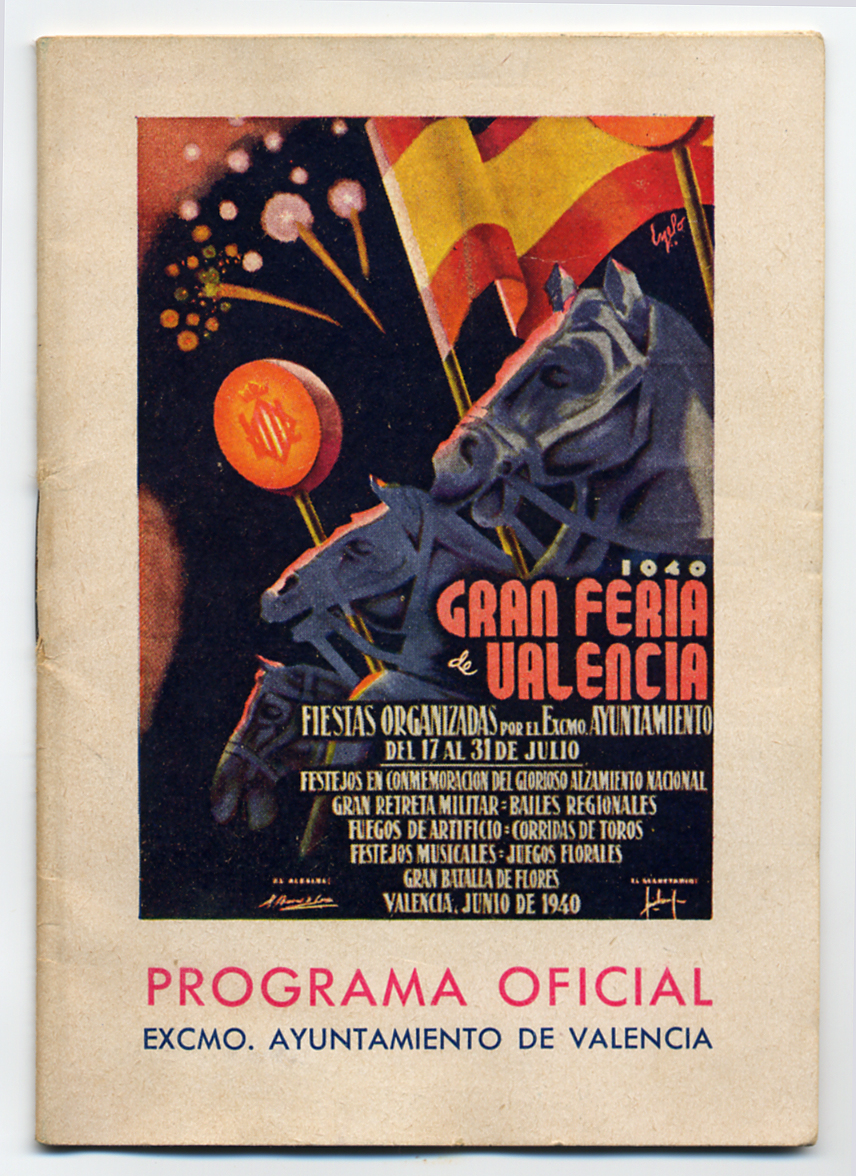 1940
GRAN FERIA
de VALENCIA
FIESTAS ORGANIZADAS POR EL EXCMO. AYUNTAMIENTO
DEL 17 AL 31 DE JULIO
FESTEJOS EN CONMEMORACION DEL GLORIOSO ALZAMIENTO NACIONAL
GRAN RETRETA MILITAR = BAILES REGIONALES
FUEGOS DE ARTIFICIO = CORRIDAS DE TOROS
FESTEJOS MUSICALES = JUEGOS FLORALES
GRAN BATALLA DE FLORES
EL ALCALDE: EL SECRETARIO:
VALENCIA, JUNIO DE 1940
PROGRAMA OFICIAL
EXCMO. AYUNTAMIENTO DE VALENCIA